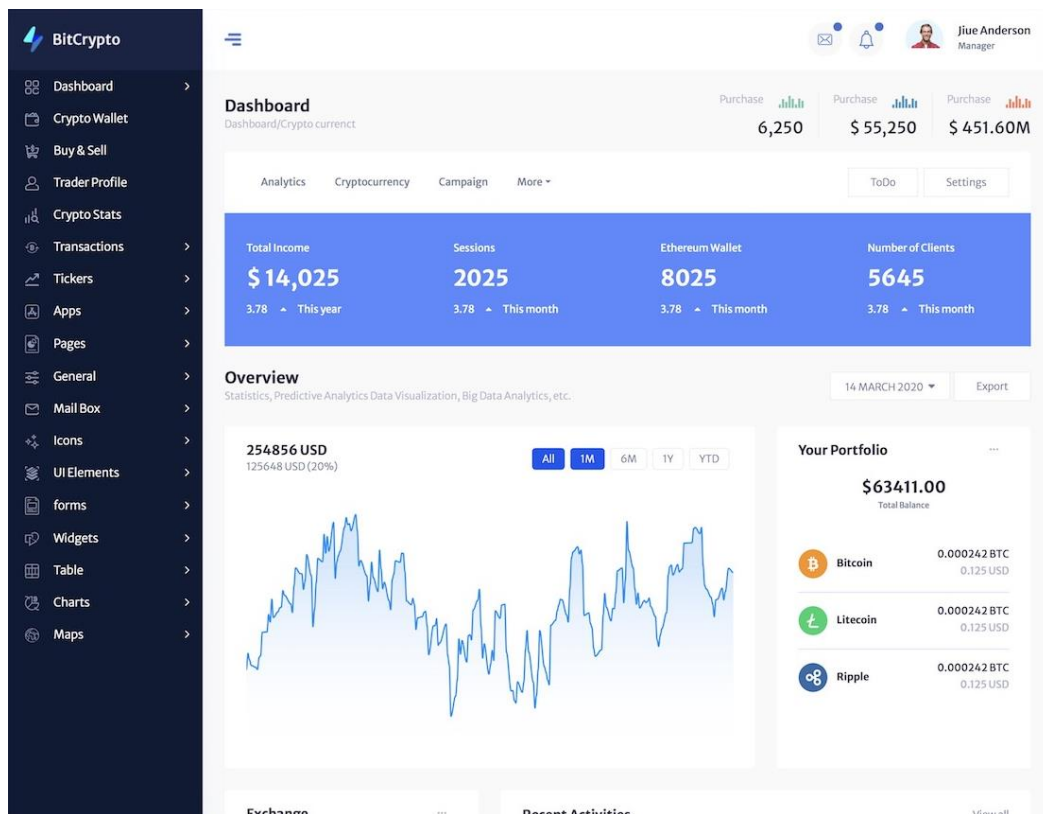 BitCrypto
Jiue Anderson
Manager
Dashboard
Crypto Wallet
Buy & Sell
Trader Profile
Crypto Stats
Transactions
Tickers
Apps
Pages
General
Mail Box
Icons
UI Elements
forms
Widgets
Table
Charts
Maps
Dashboard
Dashboard/Crypto currenct
Purchase
6,250
Purchase
$ 55,250
Purchase
$ 451.60M
Analytics Cryptocurrency Campaign More ToDo Settings
Total Income
$ 14,025
3.78 This year
Sessions
2025
3.78 This month
Ethereum Wallet
8025
3.78 This month
Number of Clients
5645
3.78 This month
Overview
Statistics, Predictive Analytics Data Visualization, Big Data Analytics, etc.
14 MARCH 2020 Export
254856 USD
125648 USD (20%)
All 1M 6M 1Y YTD
Your Portfolio ...
$63411.00
Total Balance
Bitcoin 0.000242 BTC
0.125 USD
Litecoin 0.000242 BTC
0.125 USD
Ripple 0.000242 BTC
0.125 USD
Exchange ...
Recent Activities View all